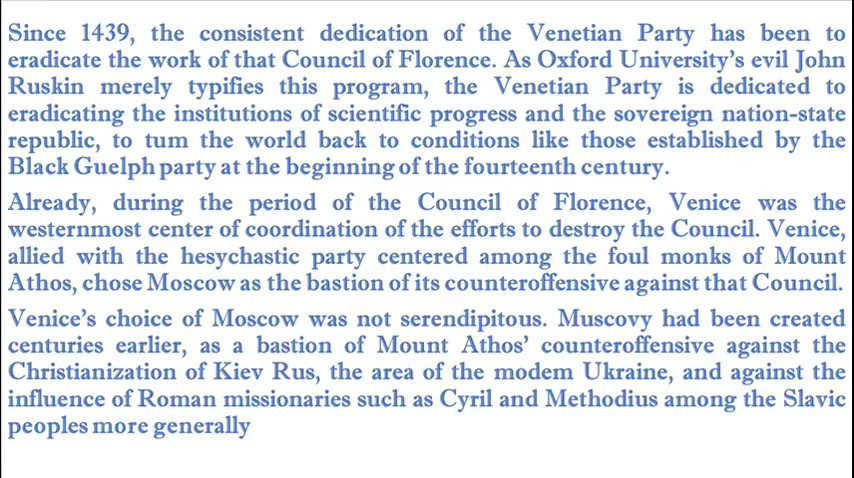 Since 1439, the consistent dedication of the Venetian Party has been to
eradicate the work of that Council of Florence. As Oxford University's evil John
Ruskin merely typifies this program, the Venetian Party is dedicated to
eradicating the institutions of scientific progress and the sovereign nation-state
republic, to tum the world back to conditions like those established by the
Black Guelph party at the beginning of the fourteenth century.
Already, during the period of the Council of Florence, Venice was the
westernmost center of coordination of the efforts to destroy the Council. Venice,
allied with the hesychastic party centered among the foul monks of Mount
Athos, chose Moscow as the bastion of its counteroffensive against that Council.
Venice's choice of Moscow was not serendipitous. Muscovy had been created
centuries earlier, as a bastion of Mount Athos' counteroffensive against the
Christianization of Kiev Rus, the area of the modem Ukraine, and against the
influence of Roman missionaries such as Cyril and Methodius among the Slavic
peoples more generally